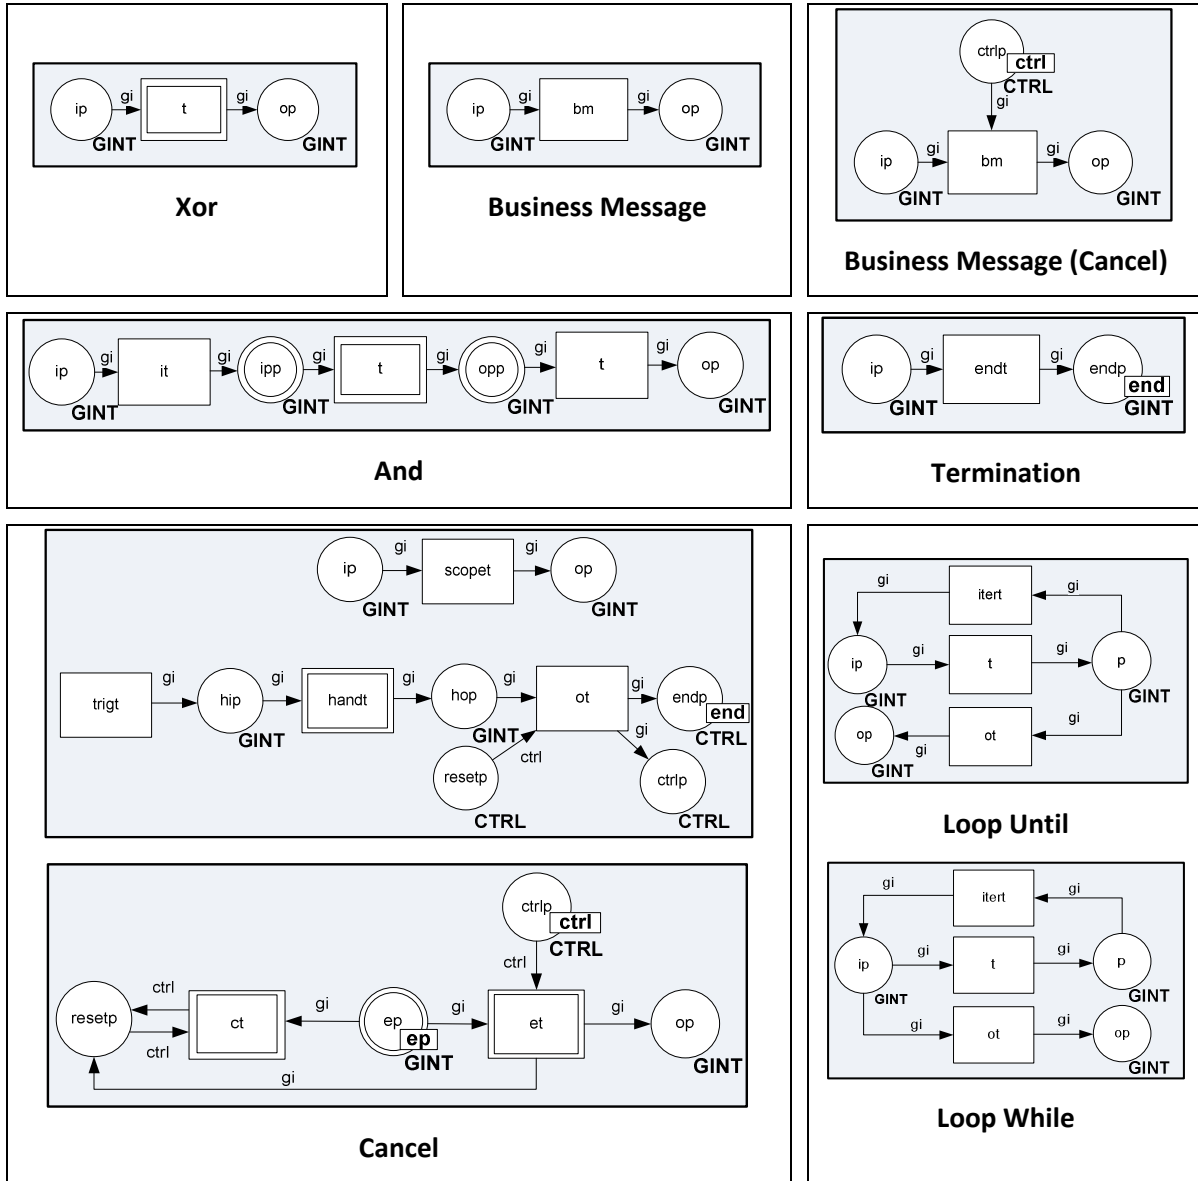 ip gi t gi op
GINT GINT
Xor
ip gi bm gi op
GINT GINT
Business Message
ctrlp
ctrl
CTRL
gi
ip gi bm gi op
GINT GINT
Business Message (Cancel)
ip gi it gi ipp gi t gi opp gi t gi op
GINT GINT GINT GINT
And
ip gi endt gi endp
end
GINT GINT
Termination
ip gi scopet gi op
GINT GINT
trigt gi hip gi handt gi hop gi ot gi endp
end
GINT GINT CTRL
resetp ctrl gi ctrlp
CTRL CTRL
ctrlp
ctrl
CTRL
ctrl
resetp ctrl ct gi ep gi et gi op
ctrl ep
GINT GINT
gi
Cancel
gi itert gi
ip gi t gi p
GINT GINT
op gi ot gi
GINT
Loop Until
gi itert gi
ip gi t gi p
GINT GINT
gi ot gi op
GINT
Loop While